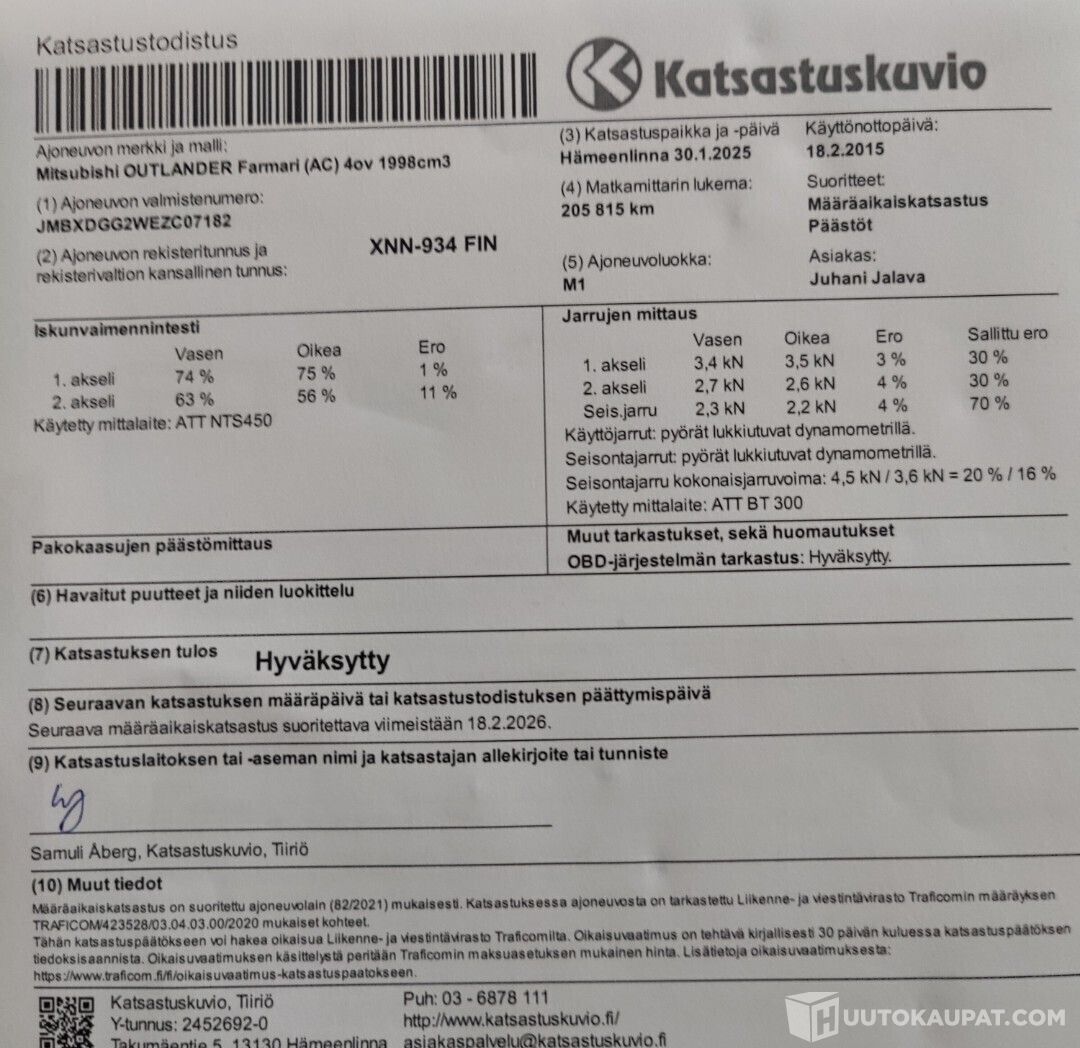 Katsastustodistus
Katsastuskuvio
Ajoneuvon merkki ja malli:
Mitsubishi OUTLANDER Farmari (AC) 4ov 1998cm3
(1) Ajoneuvon valmistenumero:
JMBXDGG2WEZC07182
(2) Ajoneuvon rekisteritunnus ja
rekisterivaltion kansallinen tunnus:
XNN-934 FIN
(3) Katsastuspaikka ja -päivä
Hämeenlinna 30.1.2025
(4) Matkamittarin lukema:
205 815 km
(5) Ajoneuvoluokka:
M1
Käyttönottopäivä:
18.2.2015
Suoritteet:
Määräaikaiskatsastus
Päästöt
Asiakas:
Juhani Jalava
Iskunvaimennintesti
Vasen Oikea Ero
1. akseli 74 % 75 % 1 %
2. akseli 63 % 56 % 11 %
Käytetty mittalaite: ATT NTS450
Jarrujen mittaus
Vasen Oikea Ero Sallittu ero
1. akseli 3,4 kN 3,5 kN 3 % 30 %
2. akseli 2,7 kN 2,6 kN 4 % 30 %
Seis.jarru 2,3 kN 2,2 kN 4 % 70 %
Käyttöjarrut: pyörät lukkiutuvat dynamometrillä.
Seisontajarrut: pyörät lukkiutuvat dynamometrillä.
Seisontajarru kokonaisjarruvoima: 4,5 kN / 3,6 kN = 20 % / 16 %
Käytetty mittalaite: ATT BT 300
Pakokaasujen päästömittaus
Muut tarkastukset, sekä huomautukset
OBD-järjestelmän tarkastus: Hyväksytty.
(6) Havaitut puutteet ja niiden luokittelu
(7) Katsastuksen tulos Hyväksytty
(8) Seuraavan katsastuksen määräpäivä tai katsastustodistuksen päättymispäivä
Seuraava määräaikaiskatsastus suoritettava viimeistään 18.2.2026.
(9) Katsastuslaitoksen tai -aseman nimi ja katsastajan allekirjoite tai tunniste
Samuli Åberg, Katsastuskuvio, Tiiriö
(10) Muut tiedot
Määräaikaiskatsastus on suoritettu ajoneuvolain (82/2021) mukaisesti. Katsastuksessa ajoneuvosta on tarkastettu Liikenne- ja viestintävirasto Traficomin määräyksen
TRAFICOM/423528/03.04.03.00/2020 mukaiset kohteet.
Tähän katsastuspäätökseen voi hakea oikaisua Liikenne- ja viestintävirasto Traficomilta. Oikaisuvaatimus on tehtävä kirjallisesti 30 päivän kuluessa katsastuspäätöksen
tiedoksisaannista. Oikaisuvaatimuksen käsittelystä peritään Traficomin maksuasetuksen mukainen hinta. Lisätietoja oikaisuvaatimuksesta:
https://www.traficom.fi/fi/oikaisuvaatimus-katsastuspaatokseen.
Katsastuskuvio, Tiiriö
Y-tunnus: 2452692-0
Takumäentie 5, 13130 Hämeenlinna
Puh: 03 - 6878 111
http://www.katsastuskuvio.fi/
asiakaspalvelu@katsastuskuvio.fi
HUUTOKAUPAT.COM